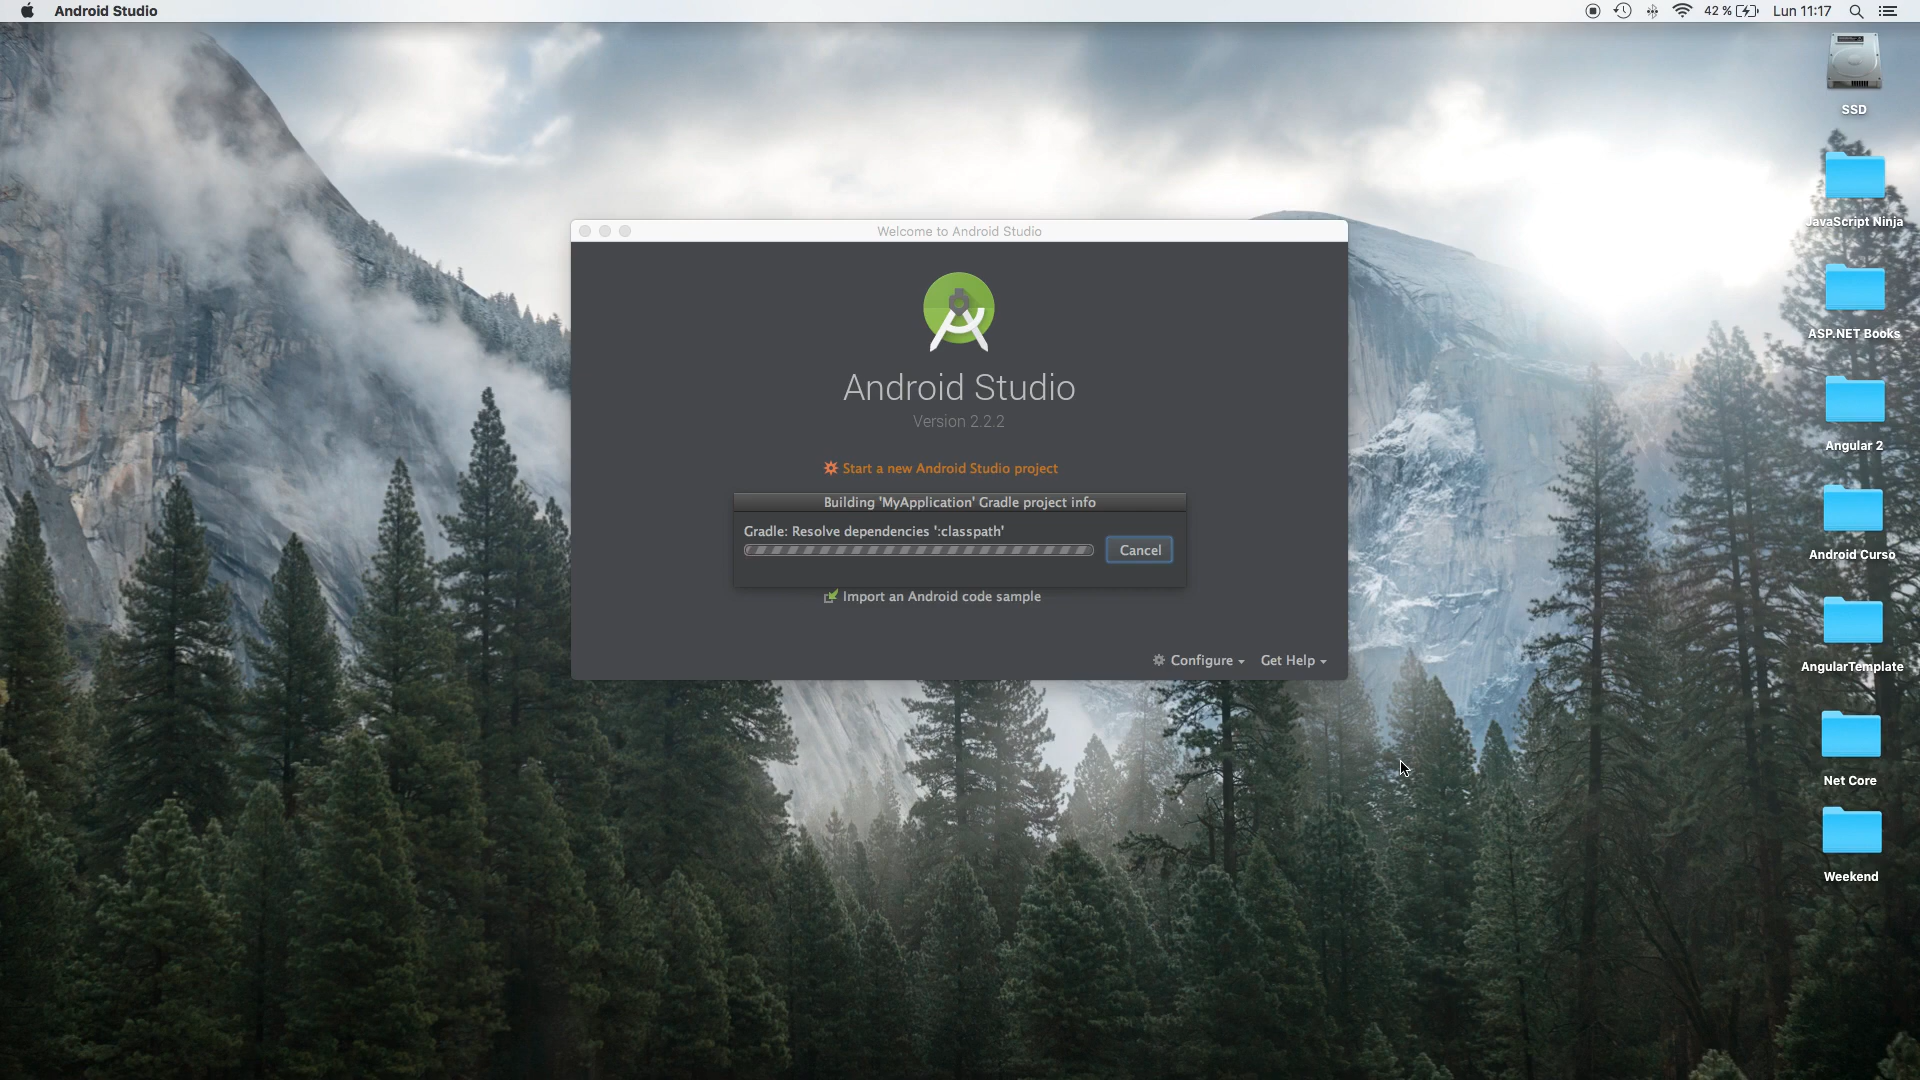 Android Studio
42 %
Lun 11:17
SSD
JavaScript Ninja
ASP.NET Books
Angular 2
Android Curso
AngularTemplate
Net Core
Weekend
Welcome to Android Studio
Android Studio
Version 2.2.2
Start a new Android Studio project
Building 'MyApplication' Gradle project info
Gradle: Resolve dependencies ':classpath'
Cancel
Import an Android code sample
Configure
Get Help